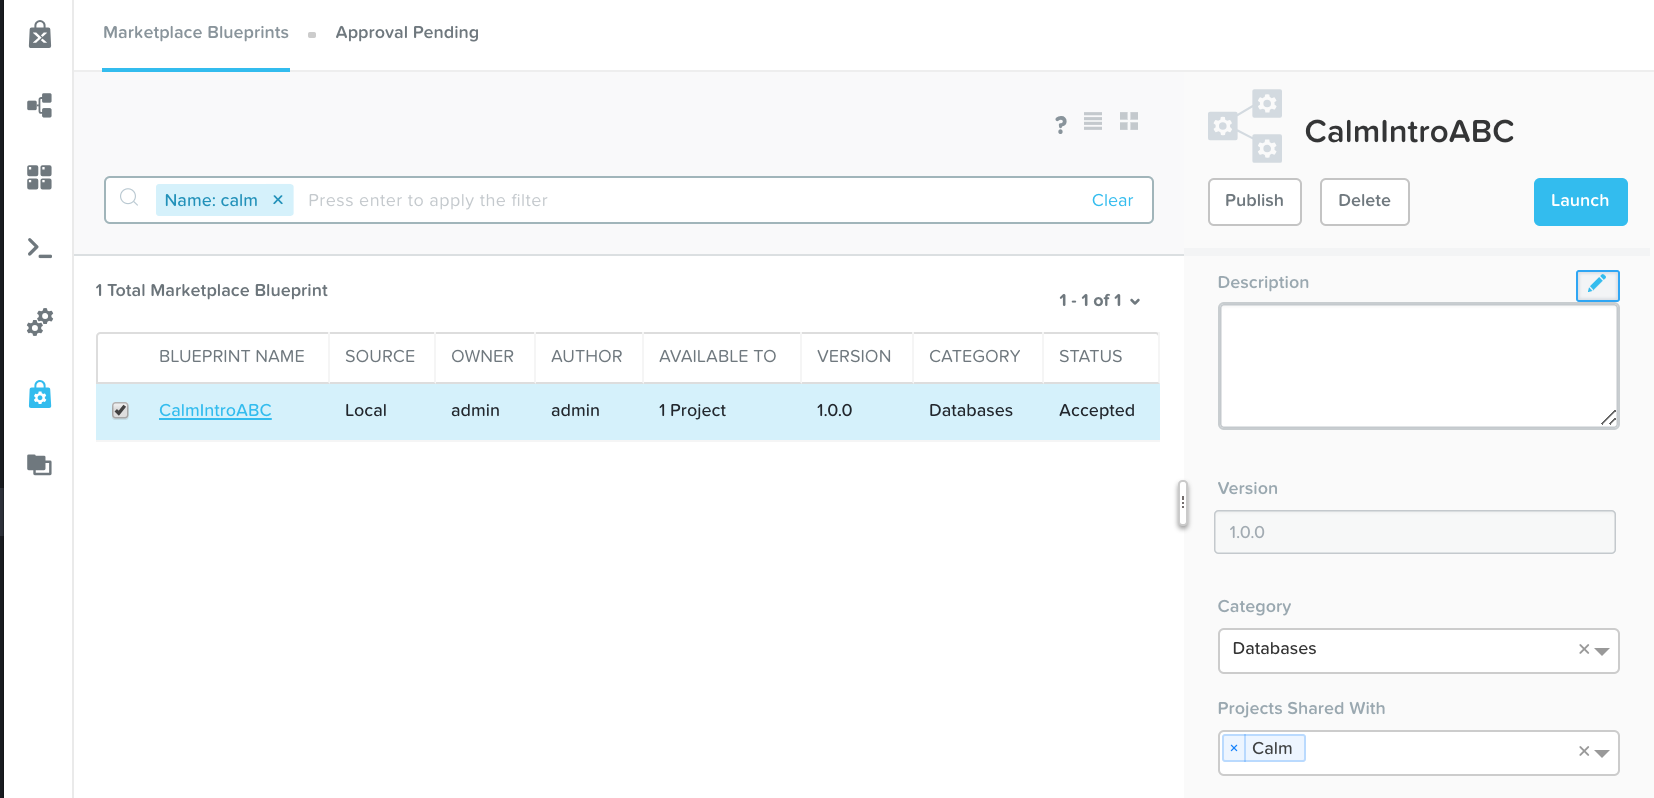 Marketplace Blueprints Approval Pending
?
Name: calm × Press enter to apply the filter Clear
1 Total Marketplace Blueprint
1 - 1 of 1
BLUEPRINT NAME SOURCE OWNER AUTHOR AVAILABLE TO VERSION CATEGORY STATUS
CalmIntroABC Local admin admin 1 Project 1.0.0 Databases Accepted
CalmIntroABC
Publish Delete Launch
Description
Version
1.0.0
Category
Databases ×
Projects Shared With
× Calm ×